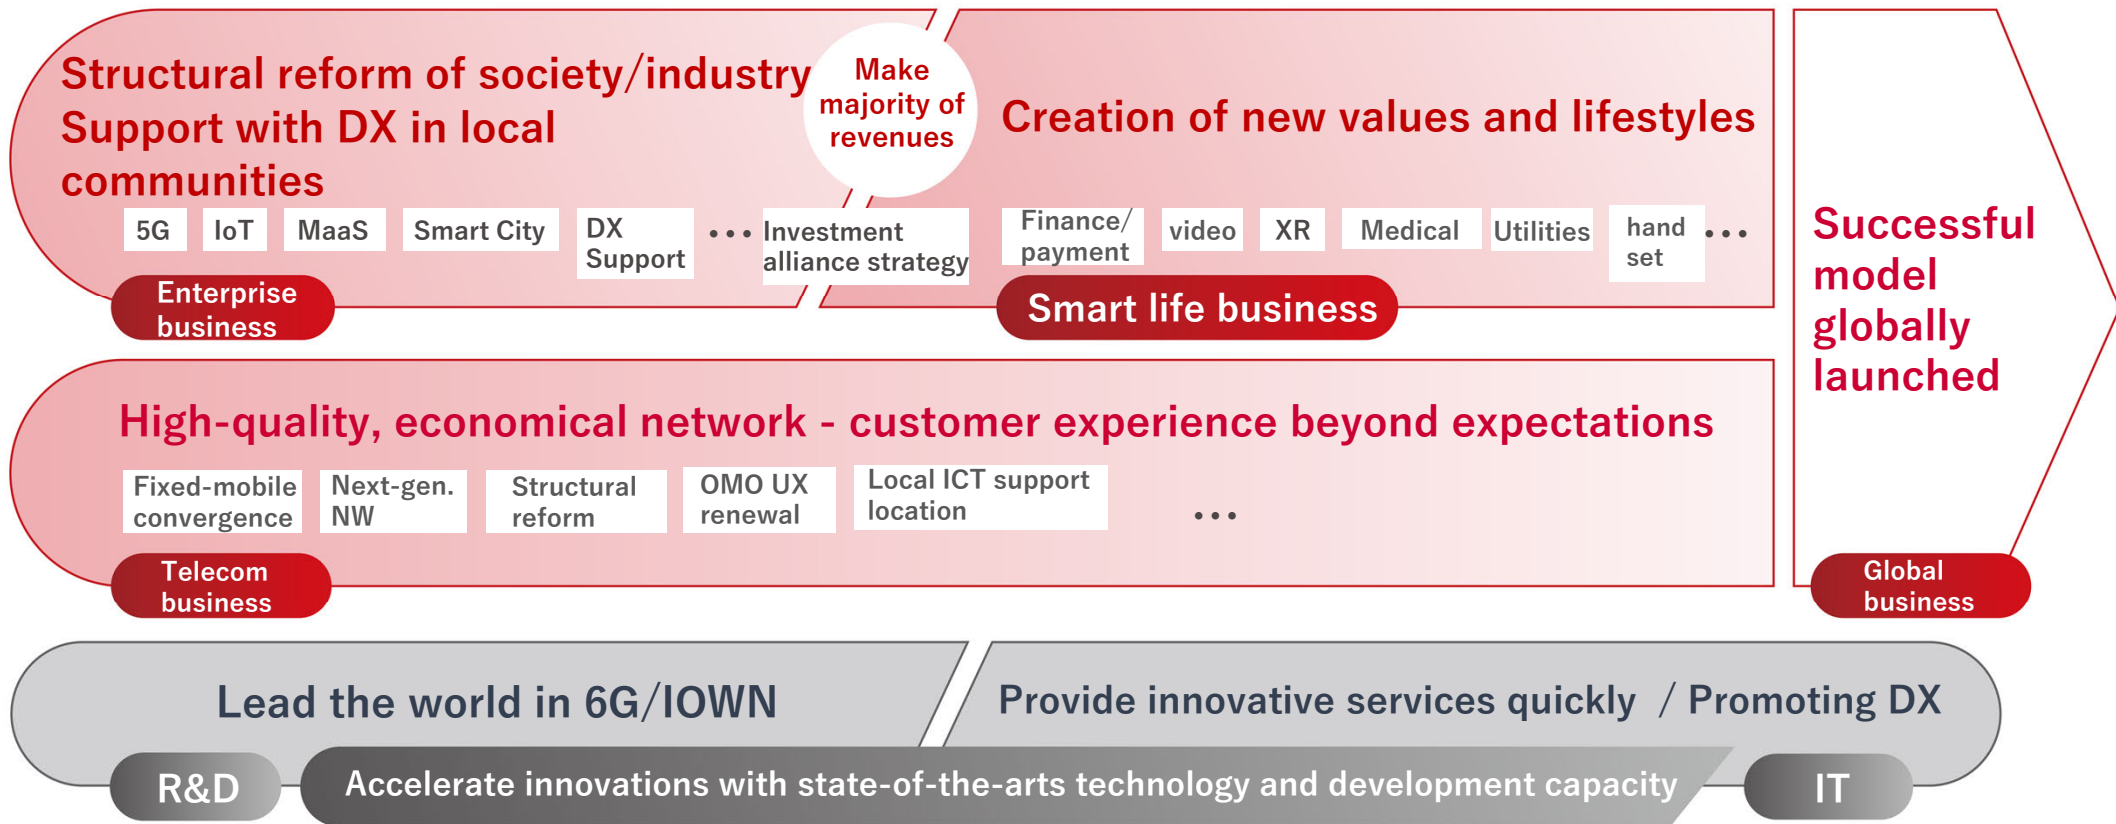 Structural reform of society/industry
Support with DX in local
communities
5G
IoT
MaaS
Smart City
DX
Support
•••
Investment
alliance strategy
Enterprise
business
Make
majority of
revenues
Creation of new values and lifestyles
Finance/
payment
video
XR
Medical
Utilities
hand
set
•••
Smart life business
High-quality, economical network - customer experience beyond expectations
Fixed-mobile
convergence
Next-gen.
NW
Structural
reform
OMO UX
renewal
Local ICT support
location
•••
Telecom
business
Successful
model
globally
launched
Global
business
Lead the world in 6G/IOWN
Provide innovative services quickly / Promoting DX
R&D
Accelerate innovations with state-of-the-arts technology and development capacity
IT